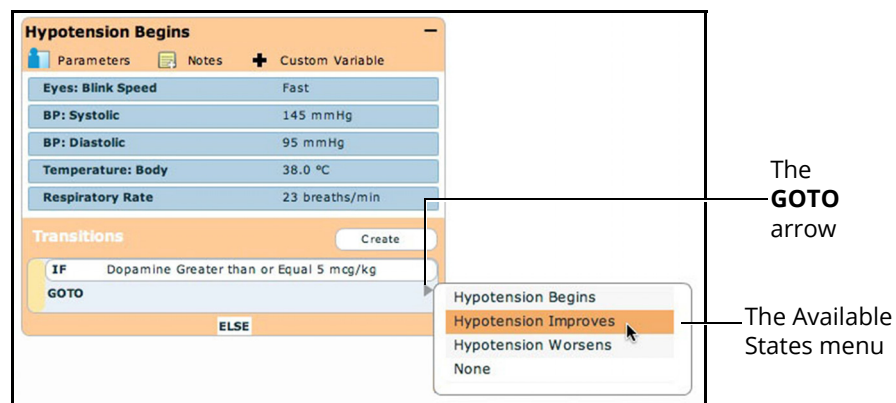 Hypotension Begins
Parameters Notes Custom Variable
Eyes: Blink Speed Fast
BP: Systolic 145 mmHg
BP: Diastolic 95 mmHg
Temperature: Body 38.0 °C
Respiratory Rate 23 breaths/min
Transitions Create
IF Dopamine Greater than or Equal 5 mcg/kg
GOTO
ELSE
Hypotension Begins
Hypotension Improves
Hypotension Worsens
None
The
GOTO
arrow
The Available
States menu